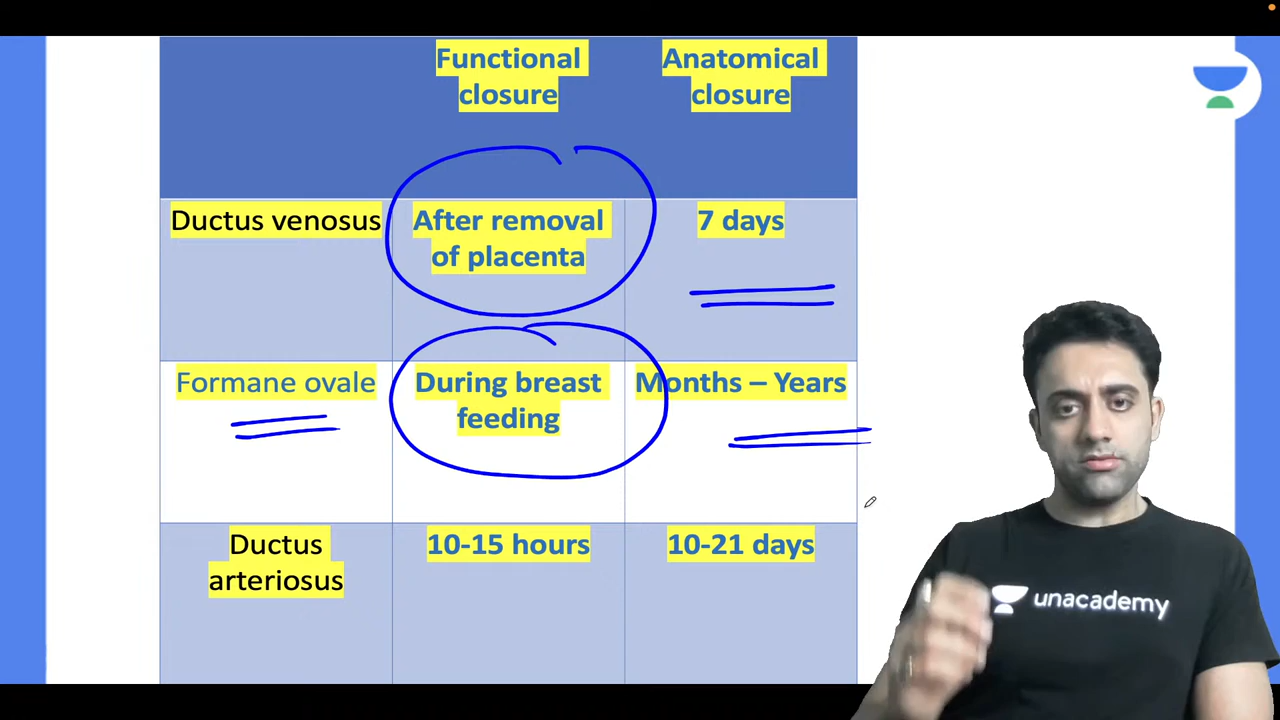 Functional
closure
Anatomical
closure
Ductus venosus
After removal
of placenta
7 days
Formane ovale
During breast
feeding
Months – Years
Ductus
arteriosus
10-15 hours
10-21 days
unacademy